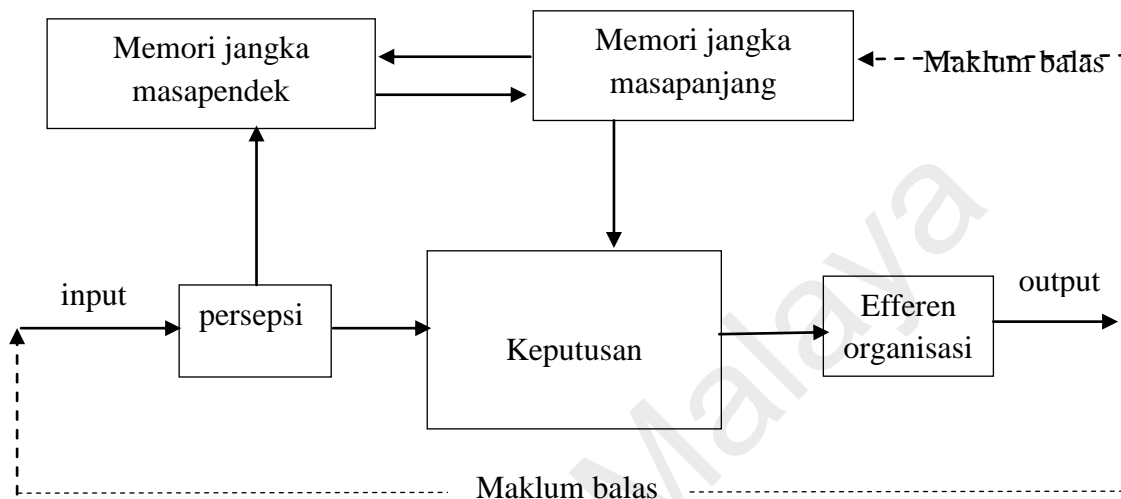 Memori jangka
masapendek
Memori jangka
masapanjang
Maklum balas
input
persepsi
Keputusan
Efferen
organisasi
output
Maklum balas
Malaya